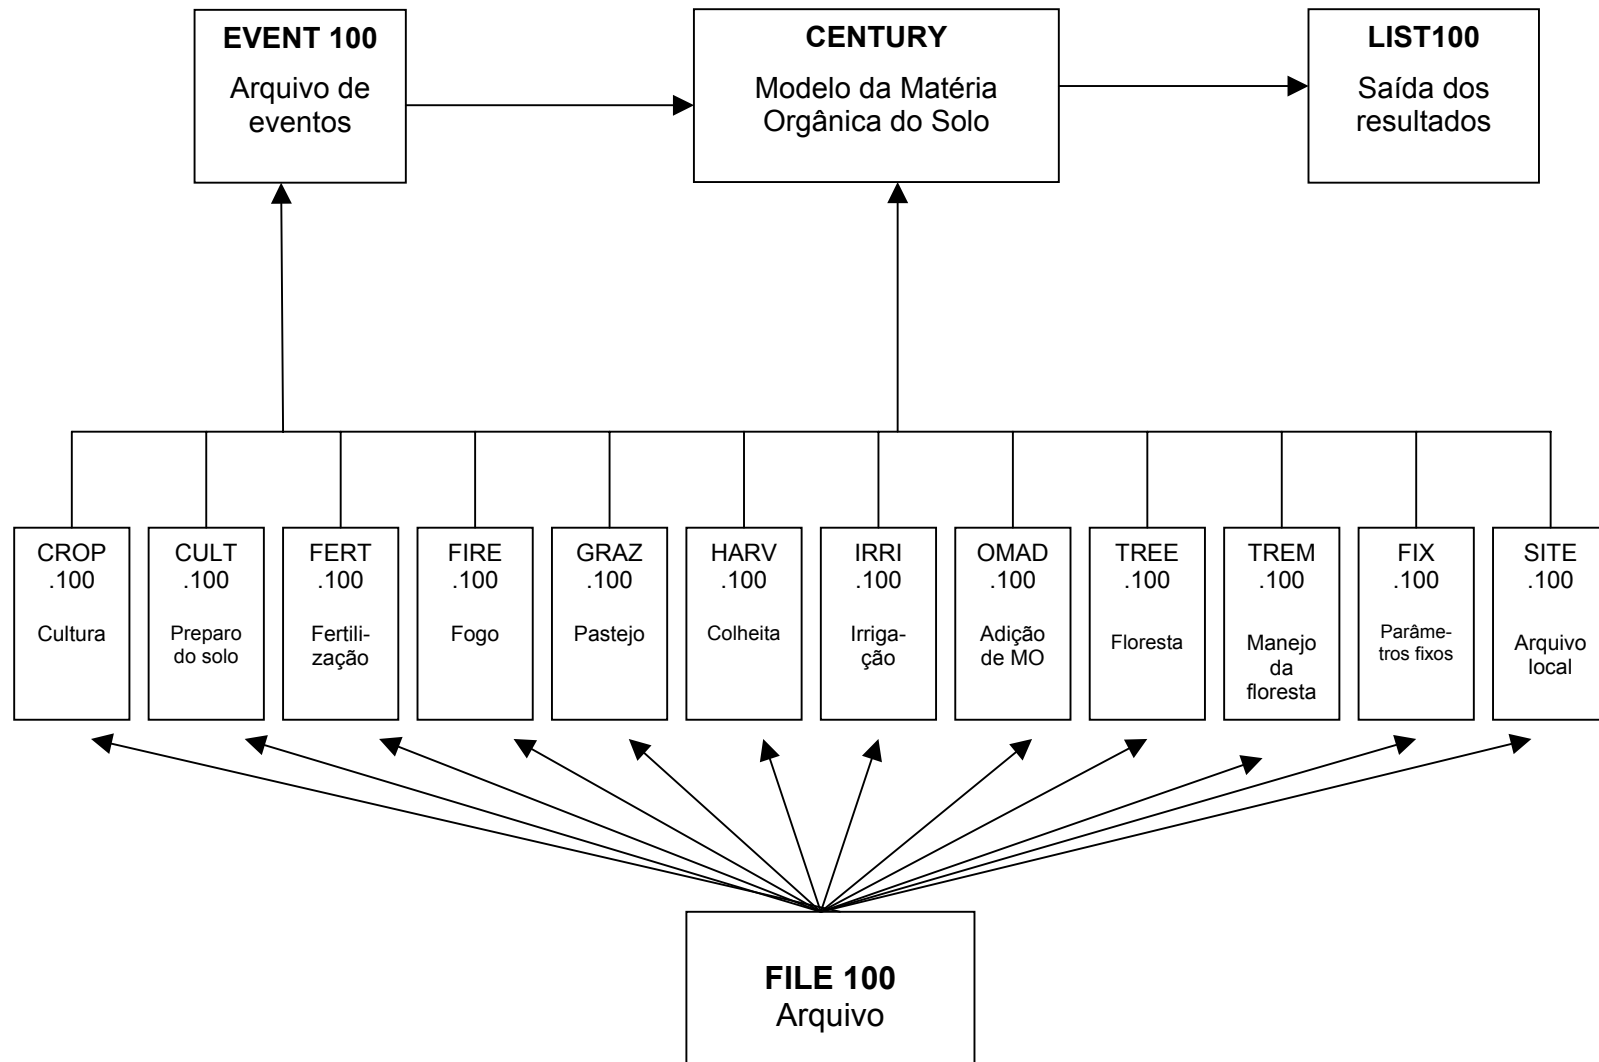 EVENT 100
Arquivo de
eventos
CENTURY
Modelo da Matéria
Orgânica do Solo
LIST100
Saída dos
resultados
CROP
.100
Cultura
CULT
.100
Preparo
do solo
FERT
.100
Fertili-
zação
FIRE
.100
Fogo
GRAZ
.100
Pastejo
HARV
.100
Colheita
IRRI
.100
Irriga-
ção
OMAD
.100
Adição
de MO
TREE
.100
Floresta
TREM
.100
Manejo
da
floresta
FIX
.100
Parâme-
tros fixos
SITE
.100
Arquivo
local
FILE 100
Arquivo